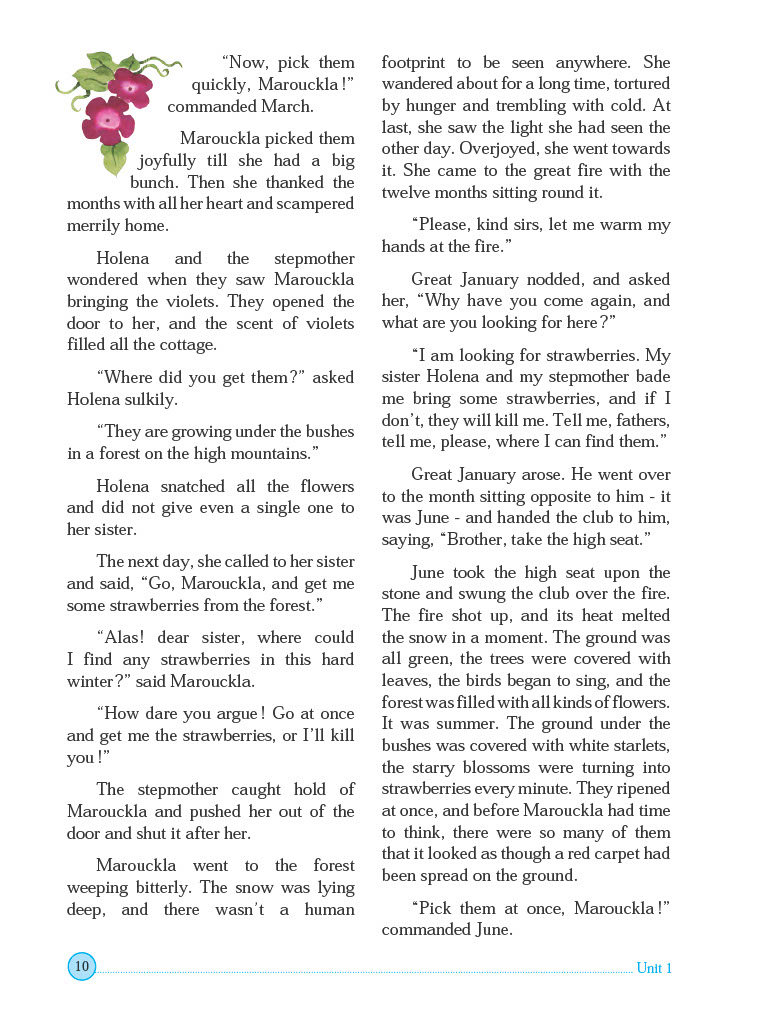 “Now, pick them
quickly, Marouckla!”
commanded March.
Marouckla picked them
joyfully till she had a big
bunch. Then she thanked the
months with all her heart and scampered
merrily home.
Holena and the stepmother
wondered when they saw Marouckla
bringing the violets. They opened the
door to her, and the scent of violets
filled all the cottage.
“Where did you get them?” asked
Holena sulkily.
“They are growing under the bushes
in a forest on the high mountains.”
Holena snatched all the flowers
and did not give even a single one to
her sister.
The next day, she called to her sister
and said, “Go, Marouckla, and get me
some strawberries from the forest.”
“Alas! dear sister, where could
I find any strawberries in this hard
winter?” said Marouckla.
“How dare you argue! Go at once
and get me the strawberries, or I’ll kill
you!”
The stepmother caught hold of
Marouckla and pushed her out of the
door and shut it after her.
Marouckla went to the forest
weeping bitterly. The snow was lying
deep, and there wasn’t a human
footprint to be seen anywhere. She
wandered about for a long time, tortured
by hunger and trembling with cold. At
last, she saw the light she had seen the
other day. Overjoyed, she went towards
it. She came to the great fire with the
twelve months sitting round it.
“Please, kind sirs, let me warm my
hands at the fire.”
Great January nodded, and asked
her, “Why have you come again, and
what are you looking for here?”
“I am looking for strawberries. My
sister Holena and my stepmother bade
me bring some strawberries, and if I
don’t, they will kill me. Tell me, fathers,
tell me, please, where I can find them.”
Great January arose. He went over
to the month sitting opposite to him - it
was June - and handed the club to him,
saying, “Brother, take the high seat.”
June took the high seat upon the
stone and swung the club over the fire.
The fire shot up, and its heat melted
the snow in a moment. The ground was
all green, the trees were covered with
leaves, the birds began to sing, and the
forest was filled with all kinds of flowers.
It was summer. The ground under the
bushes was covered with white starlets,
the starry blossoms were turning into
strawberries every minute. They ripened
at once, and before Marouckla had time
to think, there were so many of them
that it looked as though a red carpet had
been spread on the ground.
“Pick them at once, Marouckla!”
commanded June.
10
Unit 1